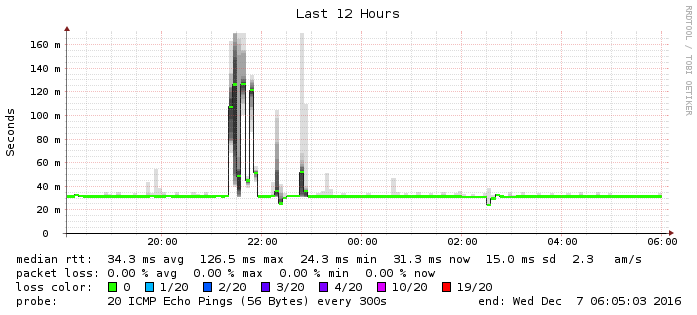 Last 12 Hours
RRDTOOL / TOBI OETIKER
Seconds
160 m
140 m
120 m
100 m
80 m
60 m
40 m
20 m
0
20:00 22:00 00:00 02:00 04:00 06:00
median rtt: 34.3 ms avg 126.5 ms max 24.3 ms min 31.3 ms now 15.0 ms sd 2.3 am/s
packet loss: 0.00 % avg 0.00 % max 0.00 % min 0.00 % now
loss color: 0 1/20 2/20 3/20 4/20 10/20 19/20
probe: 20 ICMP Echo Pings (56 Bytes) every 300s end: Wed Dec 7 06:05:03 2016